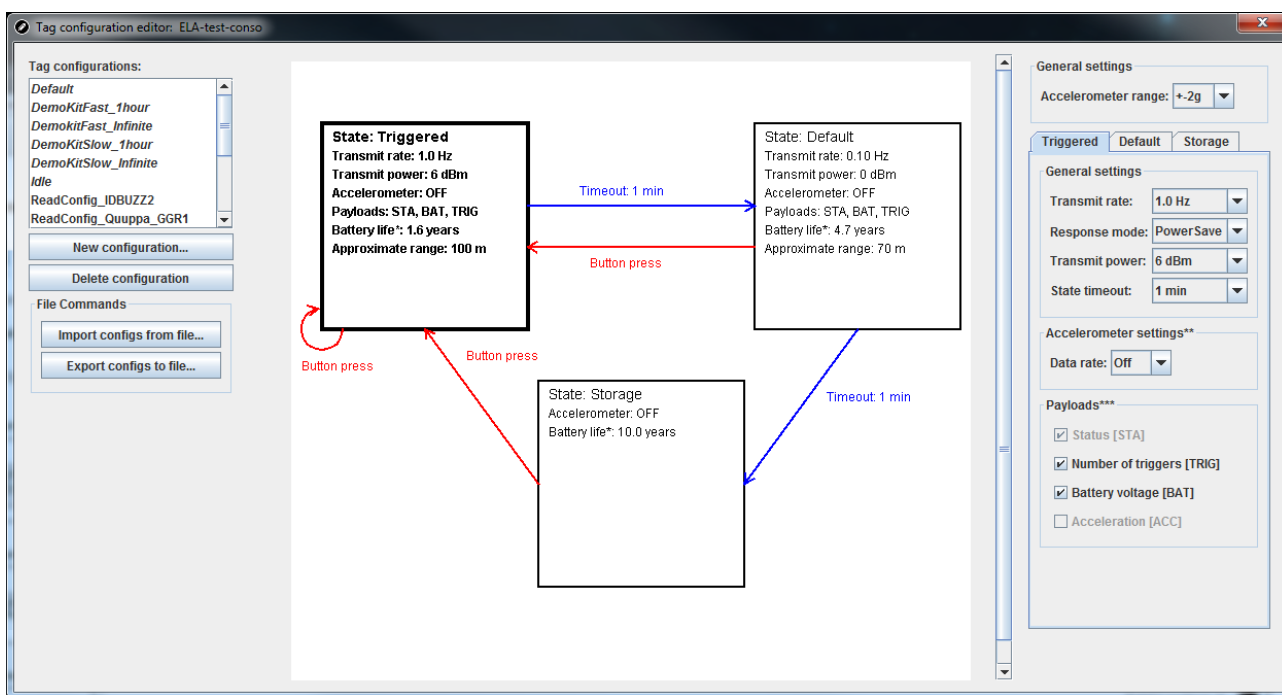 Tag configuration editor: ELA-test-conso
Tag configurations:
Default
DemoKitFast_1hour
DemokitFast_Infinite
DemoKitSlow_1hour
DemoKitSlow_Infinite
Idle
ReadConfig_IDBUZZ2
ReadConfig_Quuppa_GGR1
New configuration...
Delete configuration
File Commands
Import configs from file...
Export configs to file...
State: Triggered
Transmit rate: 1.0 Hz
Transmit power: 6 dBm
Accelerometer: OFF
Payloads: STA, BAT, TRIG
Battery life*: 1.6 years
Approximate range: 100 m
Timeout: 1 min
Button press
State: Default
Transmit rate: 0.10 Hz
Transmit power: 0 dBm
Accelerometer: OFF
Payloads: STA, BAT, TRIG
Battery life*: 4.7 years
Approximate range: 70 m
Button press
Button press
Timeout: 1 min
State: Storage
Accelerometer: OFF
Battery life*: 10.0 years
General settings
Accelerometer range: +-2g
Triggered Default Storage
General settings
Transmit rate: 1.0 Hz
Response mode: PowerSave
Transmit power: 6 dBm
State timeout: 1 min
Accelerometer settings**
Data rate: Off
Payloads***
Status [STA]
Number of triggers [TRIG]
Battery voltage [BAT]
Acceleration [ACC]